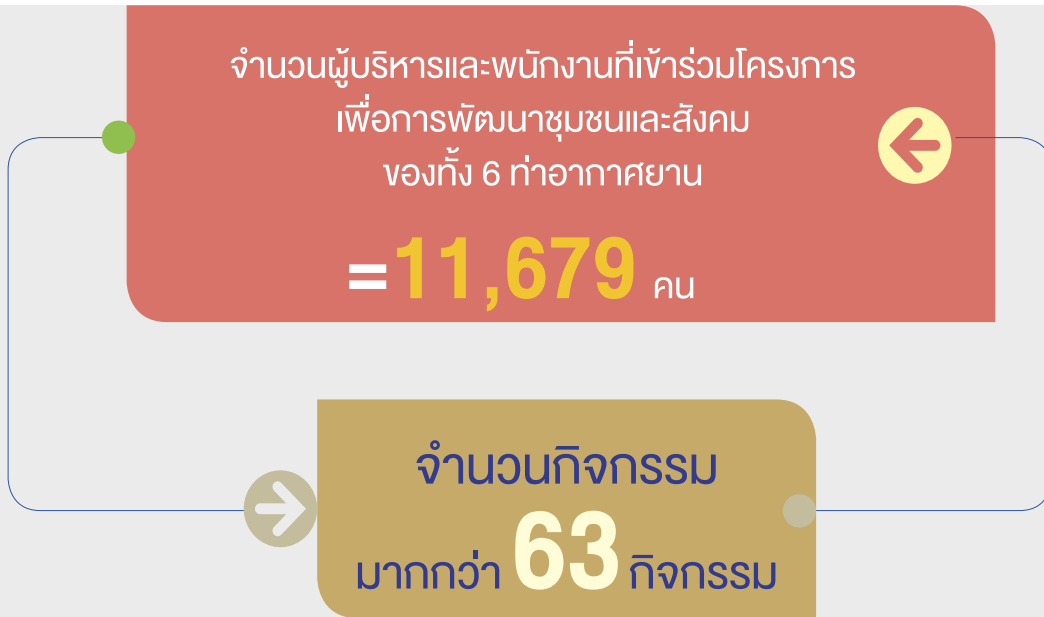 จำนวนผู้บริหารและพนักงานที่เข้าร่วมโครงการ
เพื่อการพัฒนาชุมชนและสังคม
ของทั้ง 6 ท่าอากาศยาน
=11,679 คน
จำนวนกิจกรรม
มากกว่า 63 กิจกรรม